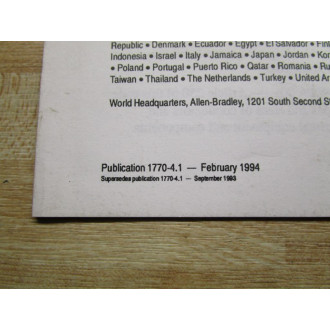 Republic • Denmark • Ecuador • Egypt • El Salvador •
Indonesia • Israel • Italy • Jamaica • Japan • Jordan •
• Poland • Portugal • Puerto Rico • Qatar • Romania •
Taiwan • Thailand • The Netherlands • Turkey • United
World Headquarters, Allen-Bradley, 1201 South Second
Publication 1770-4.1 — February 1994
Supersedes publication 1770-4.1 — September 1993